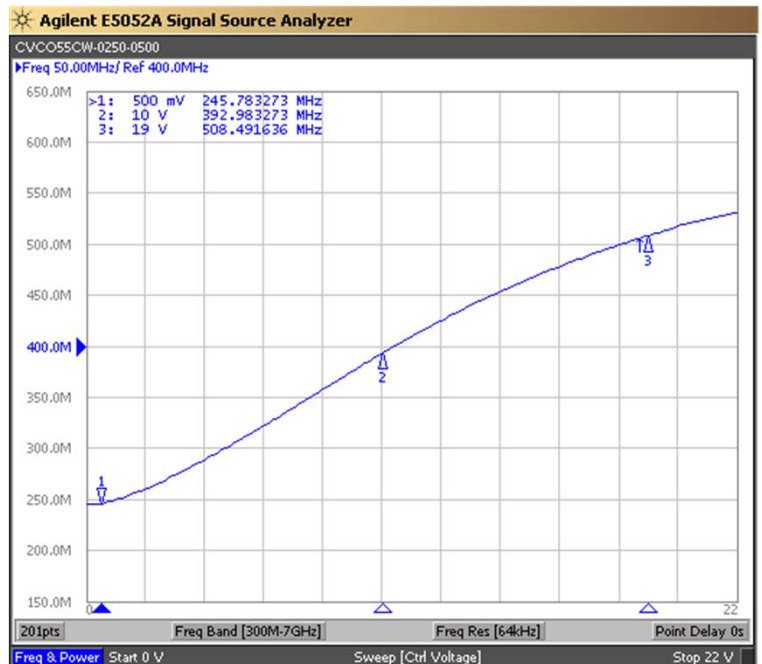 Agilent E5052A Signal Source Analyzer
CVCO55CW-0250-0500
▶Freq 50.00MHz/ Ref 400.0MHz
650.0M
>1: 500 mV 245.783273 MHz
2: 10 V 392.983273 MHz
3: 19 V 508.491636 MHz
600.0M
550.0M
500.0M
3
450.0M
400.0M
2
350.0M
300.0M
1
250.0M
200.0M
150.0M
0
22
201pts Freq Band [300M-7GHz] Freq Res [64kHz] Point Delay 0s
Freq & Power Start 0 V Sweep [Ctrl Voltage] Stop 22 V